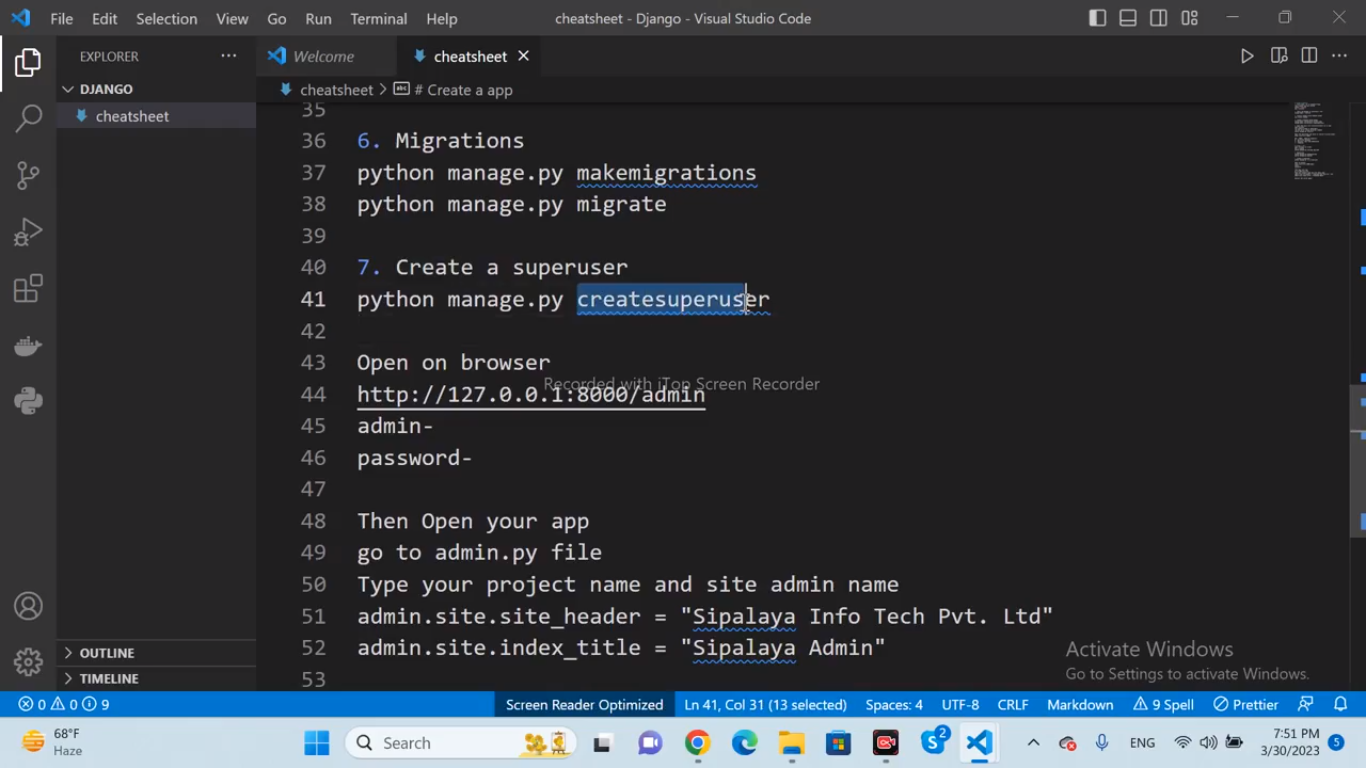 File Edit Selection View Go Run Terminal Help cheatsheet - Django - Visual Studio Code
EXPLORER
Welcome
cheatsheet
DJANGO
cheatsheet > # Create a app
cheatsheet
35
36 6. Migrations
37 python manage.py makemigrations
38 python manage.py migrate
39
40 7. Create a superuser
41 python manage.py createsuperuser
42
43 Open on browser
Recorded with iTop Screen Recorder
44 http://127.0.0.1:8000/admin
45 admin-
46 password-
47
48 Then Open your app
49 go to admin.py file
50 Type your project name and site admin name
51 admin.site.site_header = "Sipalaya Info Tech Pvt. Ltd"
52 admin.site.index_title = "Sipalaya Admin"
53
OUTLINE
TIMELINE
Activate Windows
Go to Settings to activate Windows.
0 0 9 Screen Reader Optimized Ln 41, Col 31 (13 selected) Spaces: 4 UTF-8 CRLF Markdown 9 Spell Prettier
68°F
Haze
Search
2
ENG
7:51 PM
3/30/2023
5